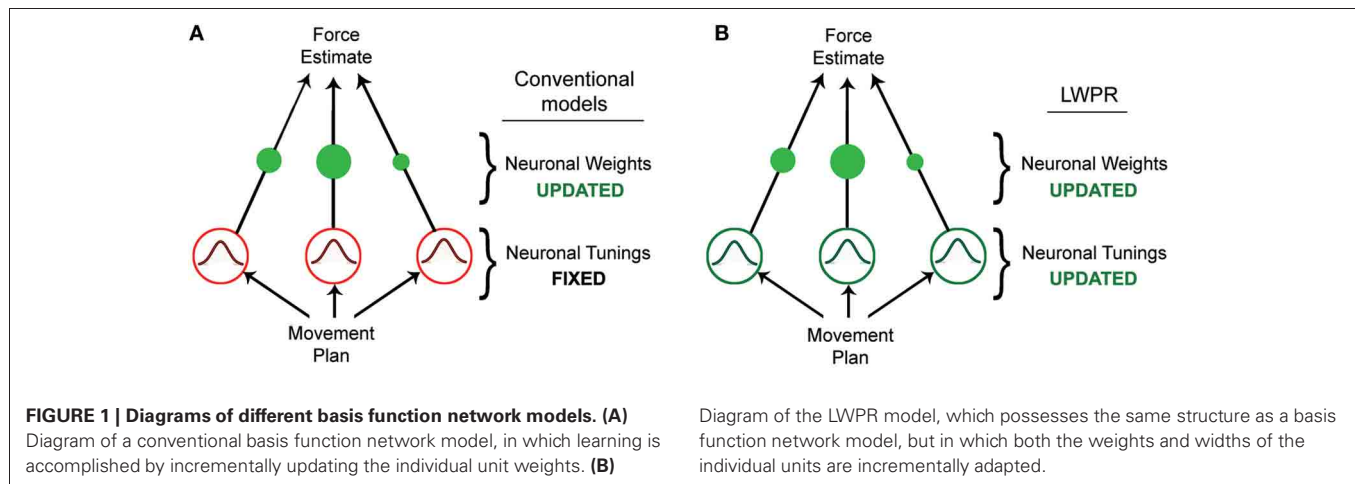 A
Force
Estimate
Conventional
models
Neuronal Weights
UPDATED
Neuronal Tunings
FIXED
Movement
Plan
B
Force
Estimate
LWPR
Neuronal Weights
UPDATED
Neuronal Tunings
UPDATED
Movement
Plan
FIGURE 1 | Diagrams of different basis function network models. (A)
Diagram of a conventional basis function network model, in which learning is
accomplished by incrementally updating the individual unit weights. (B)
Diagram of the LWPR model, which possesses the same structure as a basis
function network model, but in which both the weights and widths of the
individual units are incrementally adapted.